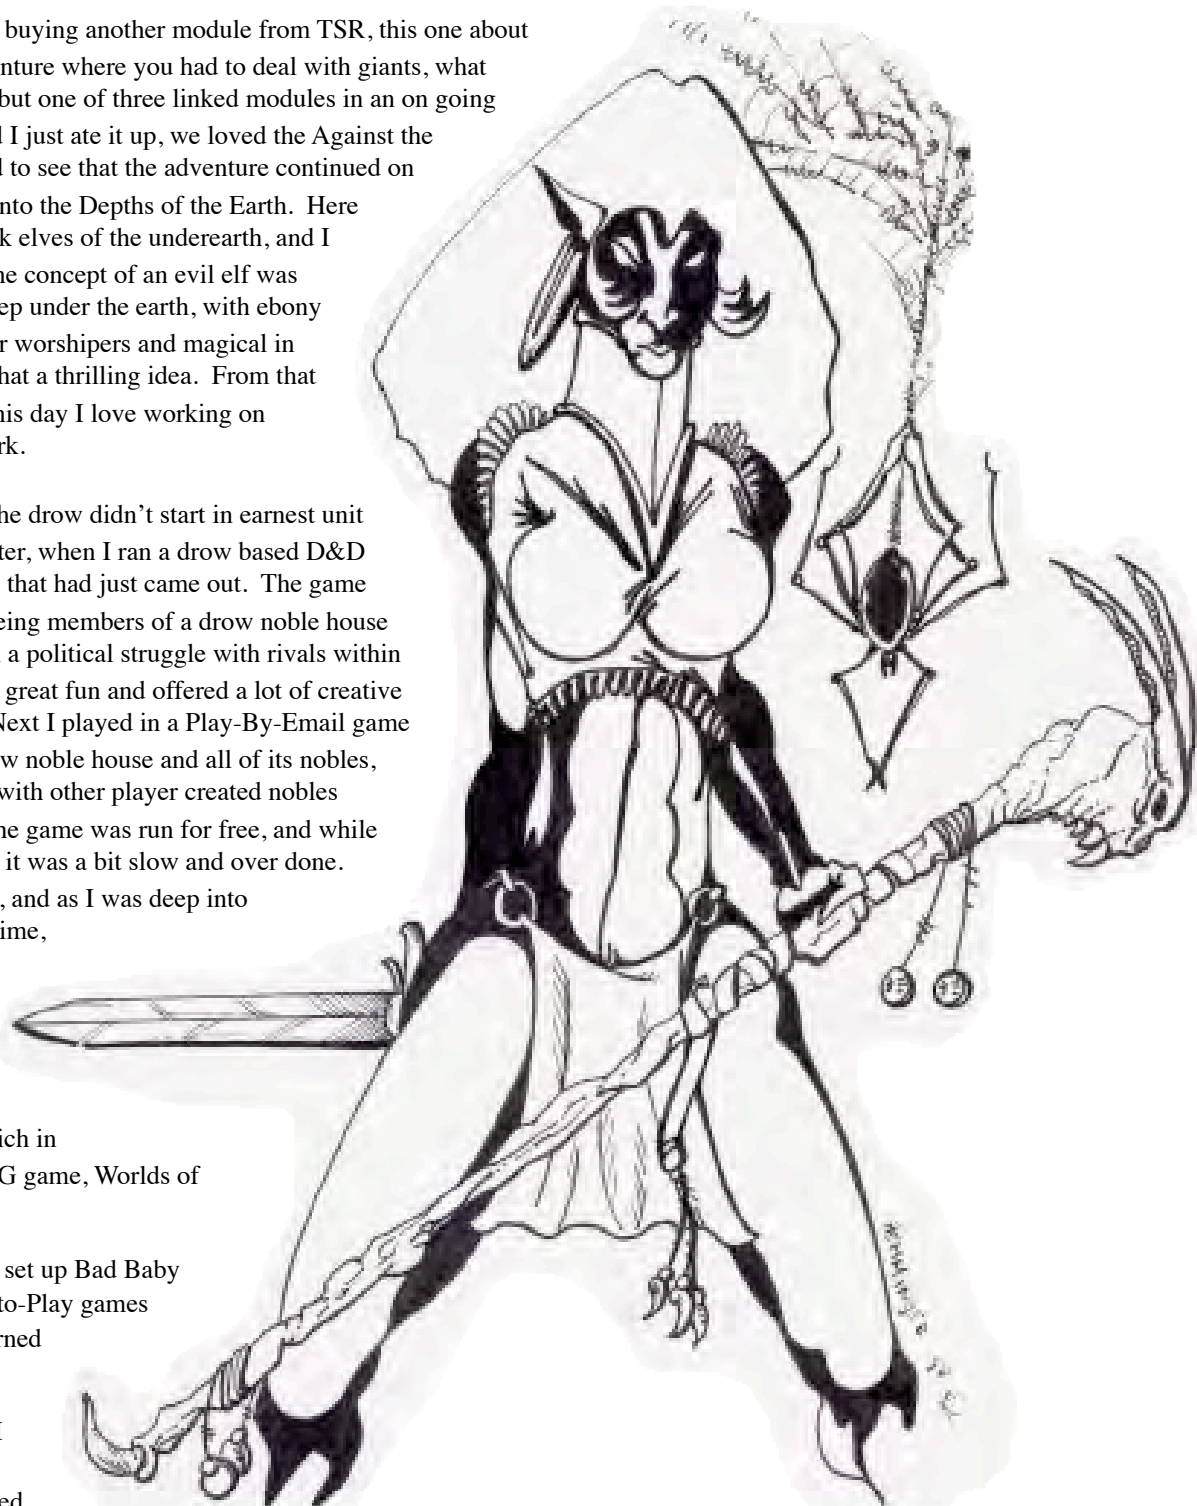 buying another module from TSR, this one about
nture where you had to deal with giants, what
but one of three linked modules in an on going
I just ate it up, we loved the Against the
to see that the adventure continued on
nto the Depths of the Earth. Here
k elves of the underearth, and I
ne concept of an evil elf was
ep under the earth, with ebony
r worshipers and magical in
hat a thrilling idea. From that
his day I love working on
rk.
he drow didn’t start in earnest unit
ter, when I ran a drow based D&D
that had just came out. The game
eing members of a drow noble house
a political struggle with rivals within
great fun and offered a lot of creative
Next I played in a Play-By-Email game
w noble house and all of its nobles,
with other player created nobles
ne game was run for free, and while
it was a bit slow and over done.
, and as I was deep into
ime,
ich in
G game, Worlds of
set up Bad Baby
to-Play games
rned
ed